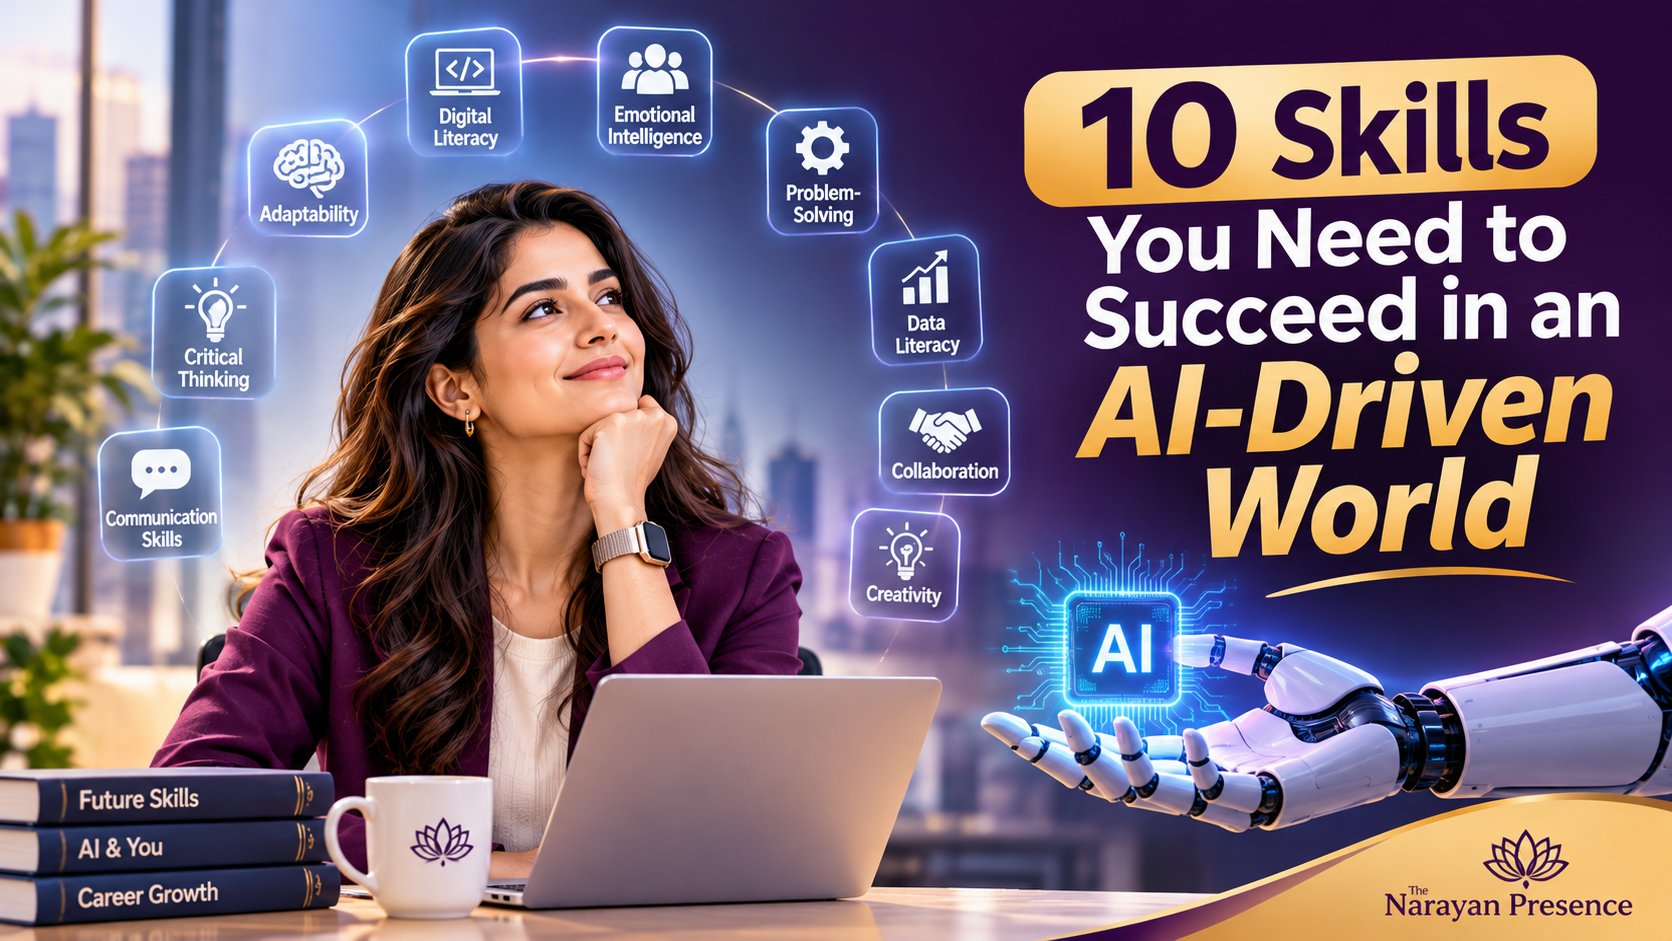 10 Skills
You Need to
Succeed in an
AI-Driven
World
Digital
Literacy
Emotional
Intelligence
Adaptability
Problem-
Solving
Critical
Thinking
Data
Literacy
Communication
Skills
Collaboration
Creativity
AI
Future Skills
AI & You
Career Growth
The
Narayan Presence